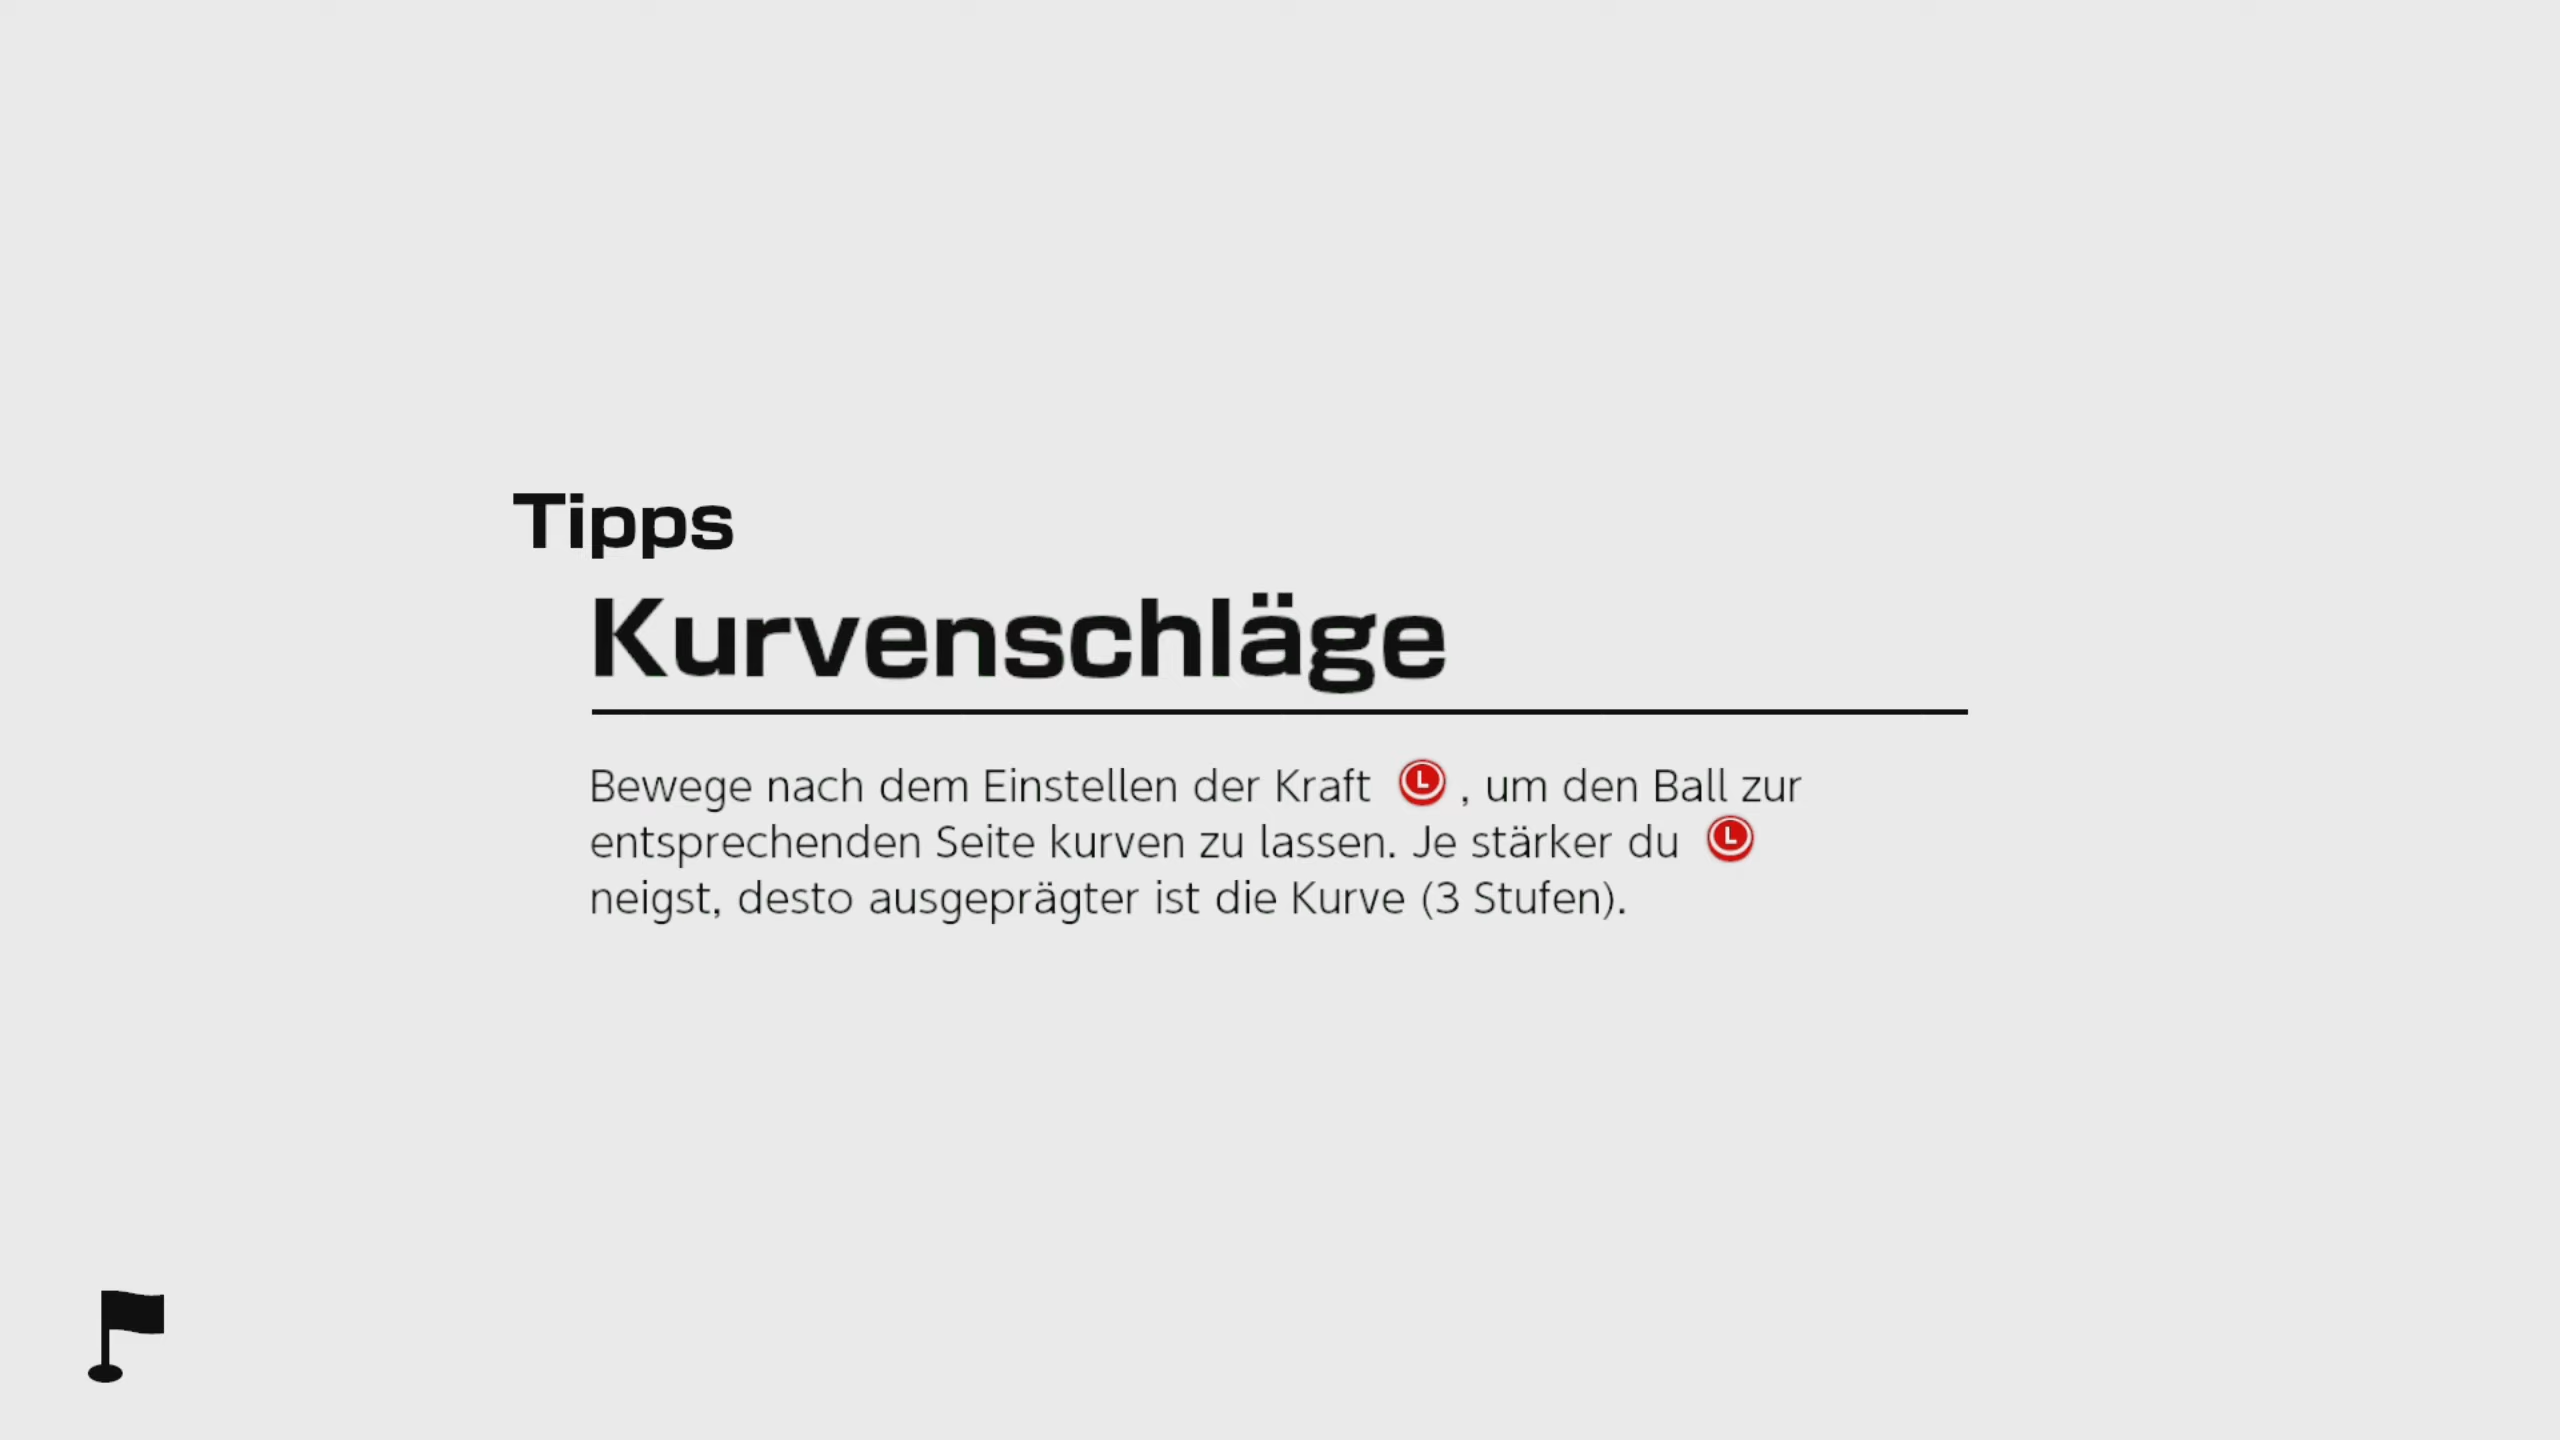 Tipps
Kurvenschläge
Bewege nach dem Einstellen der Kraft L , um den Ball zur
entsprechenden Seite kurven zu lassen. Je stärker du L
neigst, desto ausgeprägter ist die Kurve (3 Stufen).